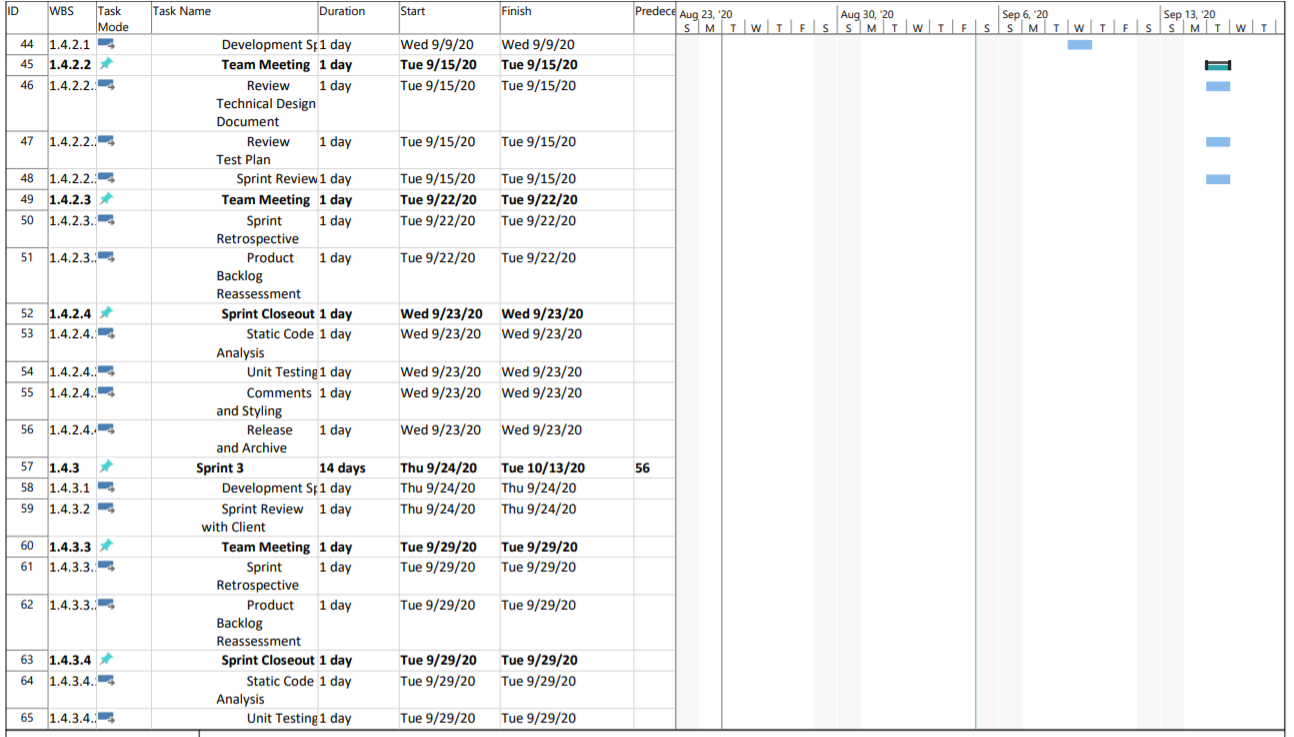 ID WBS Task Mode Task Name Duration Start Finish Predece Aug 23, '20 Aug 30, '20 Sep 6, '20 Sep 13, '20
S M T W T F S S M T W T F S S M T W T F S S M T W T
44 1.4.2.1 Development Sp 1 day Wed 9/9/20 Wed 9/9/20
45 1.4.2.2 Team Meeting 1 day Tue 9/15/20 Tue 9/15/20
46 1.4.2.2. Review 1 day Tue 9/15/20 Tue 9/15/20
Technical Design
Document
47 1.4.2.2. Review 1 day Tue 9/15/20 Tue 9/15/20
Test Plan
48 1.4.2.2. Sprint Review 1 day Tue 9/15/20 Tue 9/15/20
49 1.4.2.3 Team Meeting 1 day Tue 9/22/20 Tue 9/22/20
50 1.4.2.3. Sprint 1 day Tue 9/22/20 Tue 9/22/20
Retrospective
51 1.4.2.3. Product 1 day Tue 9/22/20 Tue 9/22/20
Backlog
Reassessment
52 1.4.2.4 Sprint Closeout 1 day Wed 9/23/20 Wed 9/23/20
53 1.4.2.4. Static Code 1 day Wed 9/23/20 Wed 9/23/20
Analysis
54 1.4.2.4. Unit Testing 1 day Wed 9/23/20 Wed 9/23/20
55 1.4.2.4. Comments 1 day Wed 9/23/20 Wed 9/23/20
and Styling
56 1.4.2.4. Release 1 day Wed 9/23/20 Wed 9/23/20
and Archive
57 1.4.3 Sprint 3 14 days Thu 9/24/20 Tue 10/13/20 56
58 1.4.3.1 Development Sp 1 day Thu 9/24/20 Thu 9/24/20
59 1.4.3.2 Sprint Review 1 day Thu 9/24/20 Thu 9/24/20
with Client
60 1.4.3.3 Team Meeting 1 day Tue 9/29/20 Tue 9/29/20
61 1.4.3.3. Sprint 1 day Tue 9/29/20 Tue 9/29/20
Retrospective
62 1.4.3.3. Product 1 day Tue 9/29/20 Tue 9/29/20
Backlog
Reassessment
63 1.4.3.4 Sprint Closeout 1 day Tue 9/29/20 Tue 9/29/20
64 1.4.3.4. Static Code 1 day Tue 9/29/20 Tue 9/29/20
Analysis
65 1.4.3.4. Unit Testing 1 day Tue 9/29/20 Tue 9/29/20